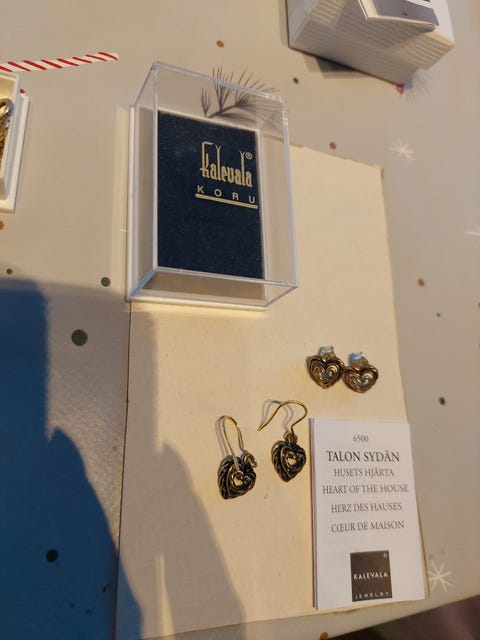 Kalevala®
KORU
6500
TALON SYDÄN
HUSETS HJÄRTA
HEART OF THE HOUSE
HERZ DES HAUSES
CŒUR DE MAISON
KALEVALA
JEWELRY